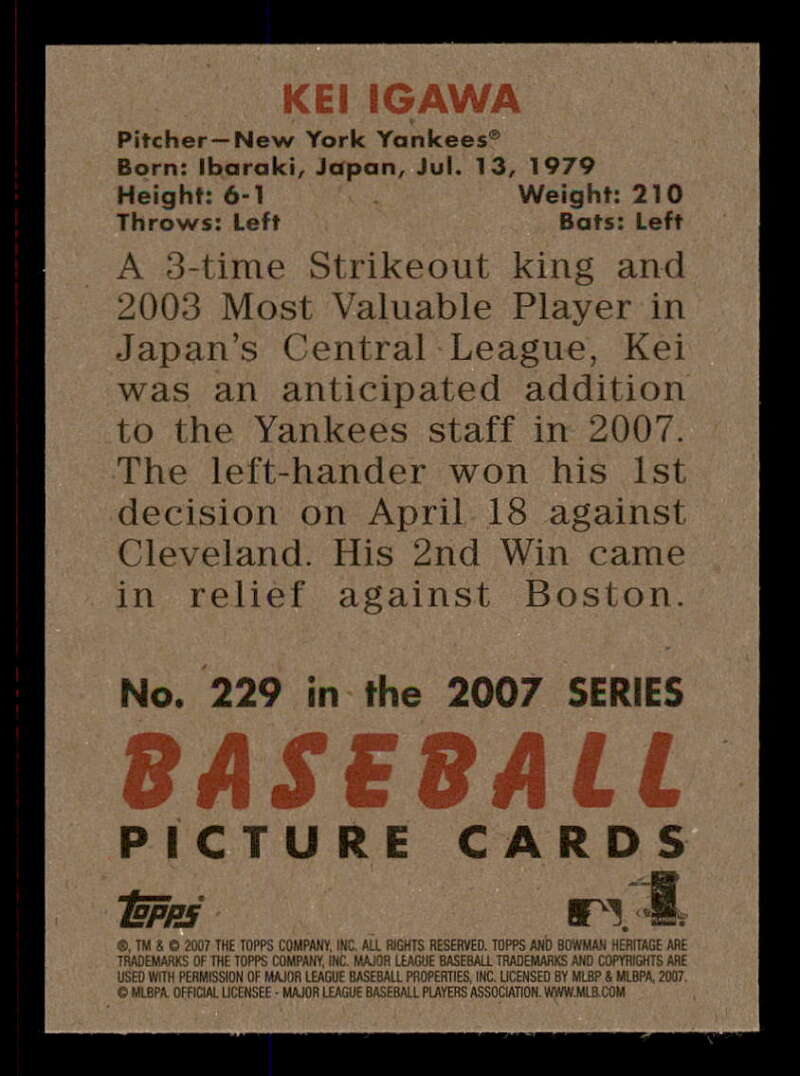 KEI IGAWA
Pitcher—New York Yankees®
Born: Ibaraki, Japan, Jul. 13, 1979
Height: 6-1 Weight: 210
Throws: Left Bats: Left
A 3-time Strikeout king and
2003 Most Valuable Player in
Japan's Central League, Kei
was an anticipated addition
to the Yankees staff in 2007.
The left-hander won his 1st
decision on April 18 against
Cleveland. His 2nd Win came
in relief against Boston.
No. 229 in the 2007 SERIES
BASEBALL
PICTURE CARDS
topps
®, TM & © 2007 THE TOPPS COMPANY, INC. ALL RIGHTS RESERVED. TOPPS AND BOWMAN HERITAGE ARE
TRADEMARKS OF THE TOPPS COMPANY, INC. MAJOR LEAGUE BASEBALL TRADEMARKS AND COPYRIGHTS ARE
USED WITH PERMISSION OF MAJOR LEAGUE BASEBALL PROPERTIES, INC. LICENSED BY MLBP & MLBPA, 2007.
© MLBPA. OFFICIAL LICENSEE - MAJOR LEAGUE BASEBALL PLAYERS ASSOCIATION. WWW.MLB.COM